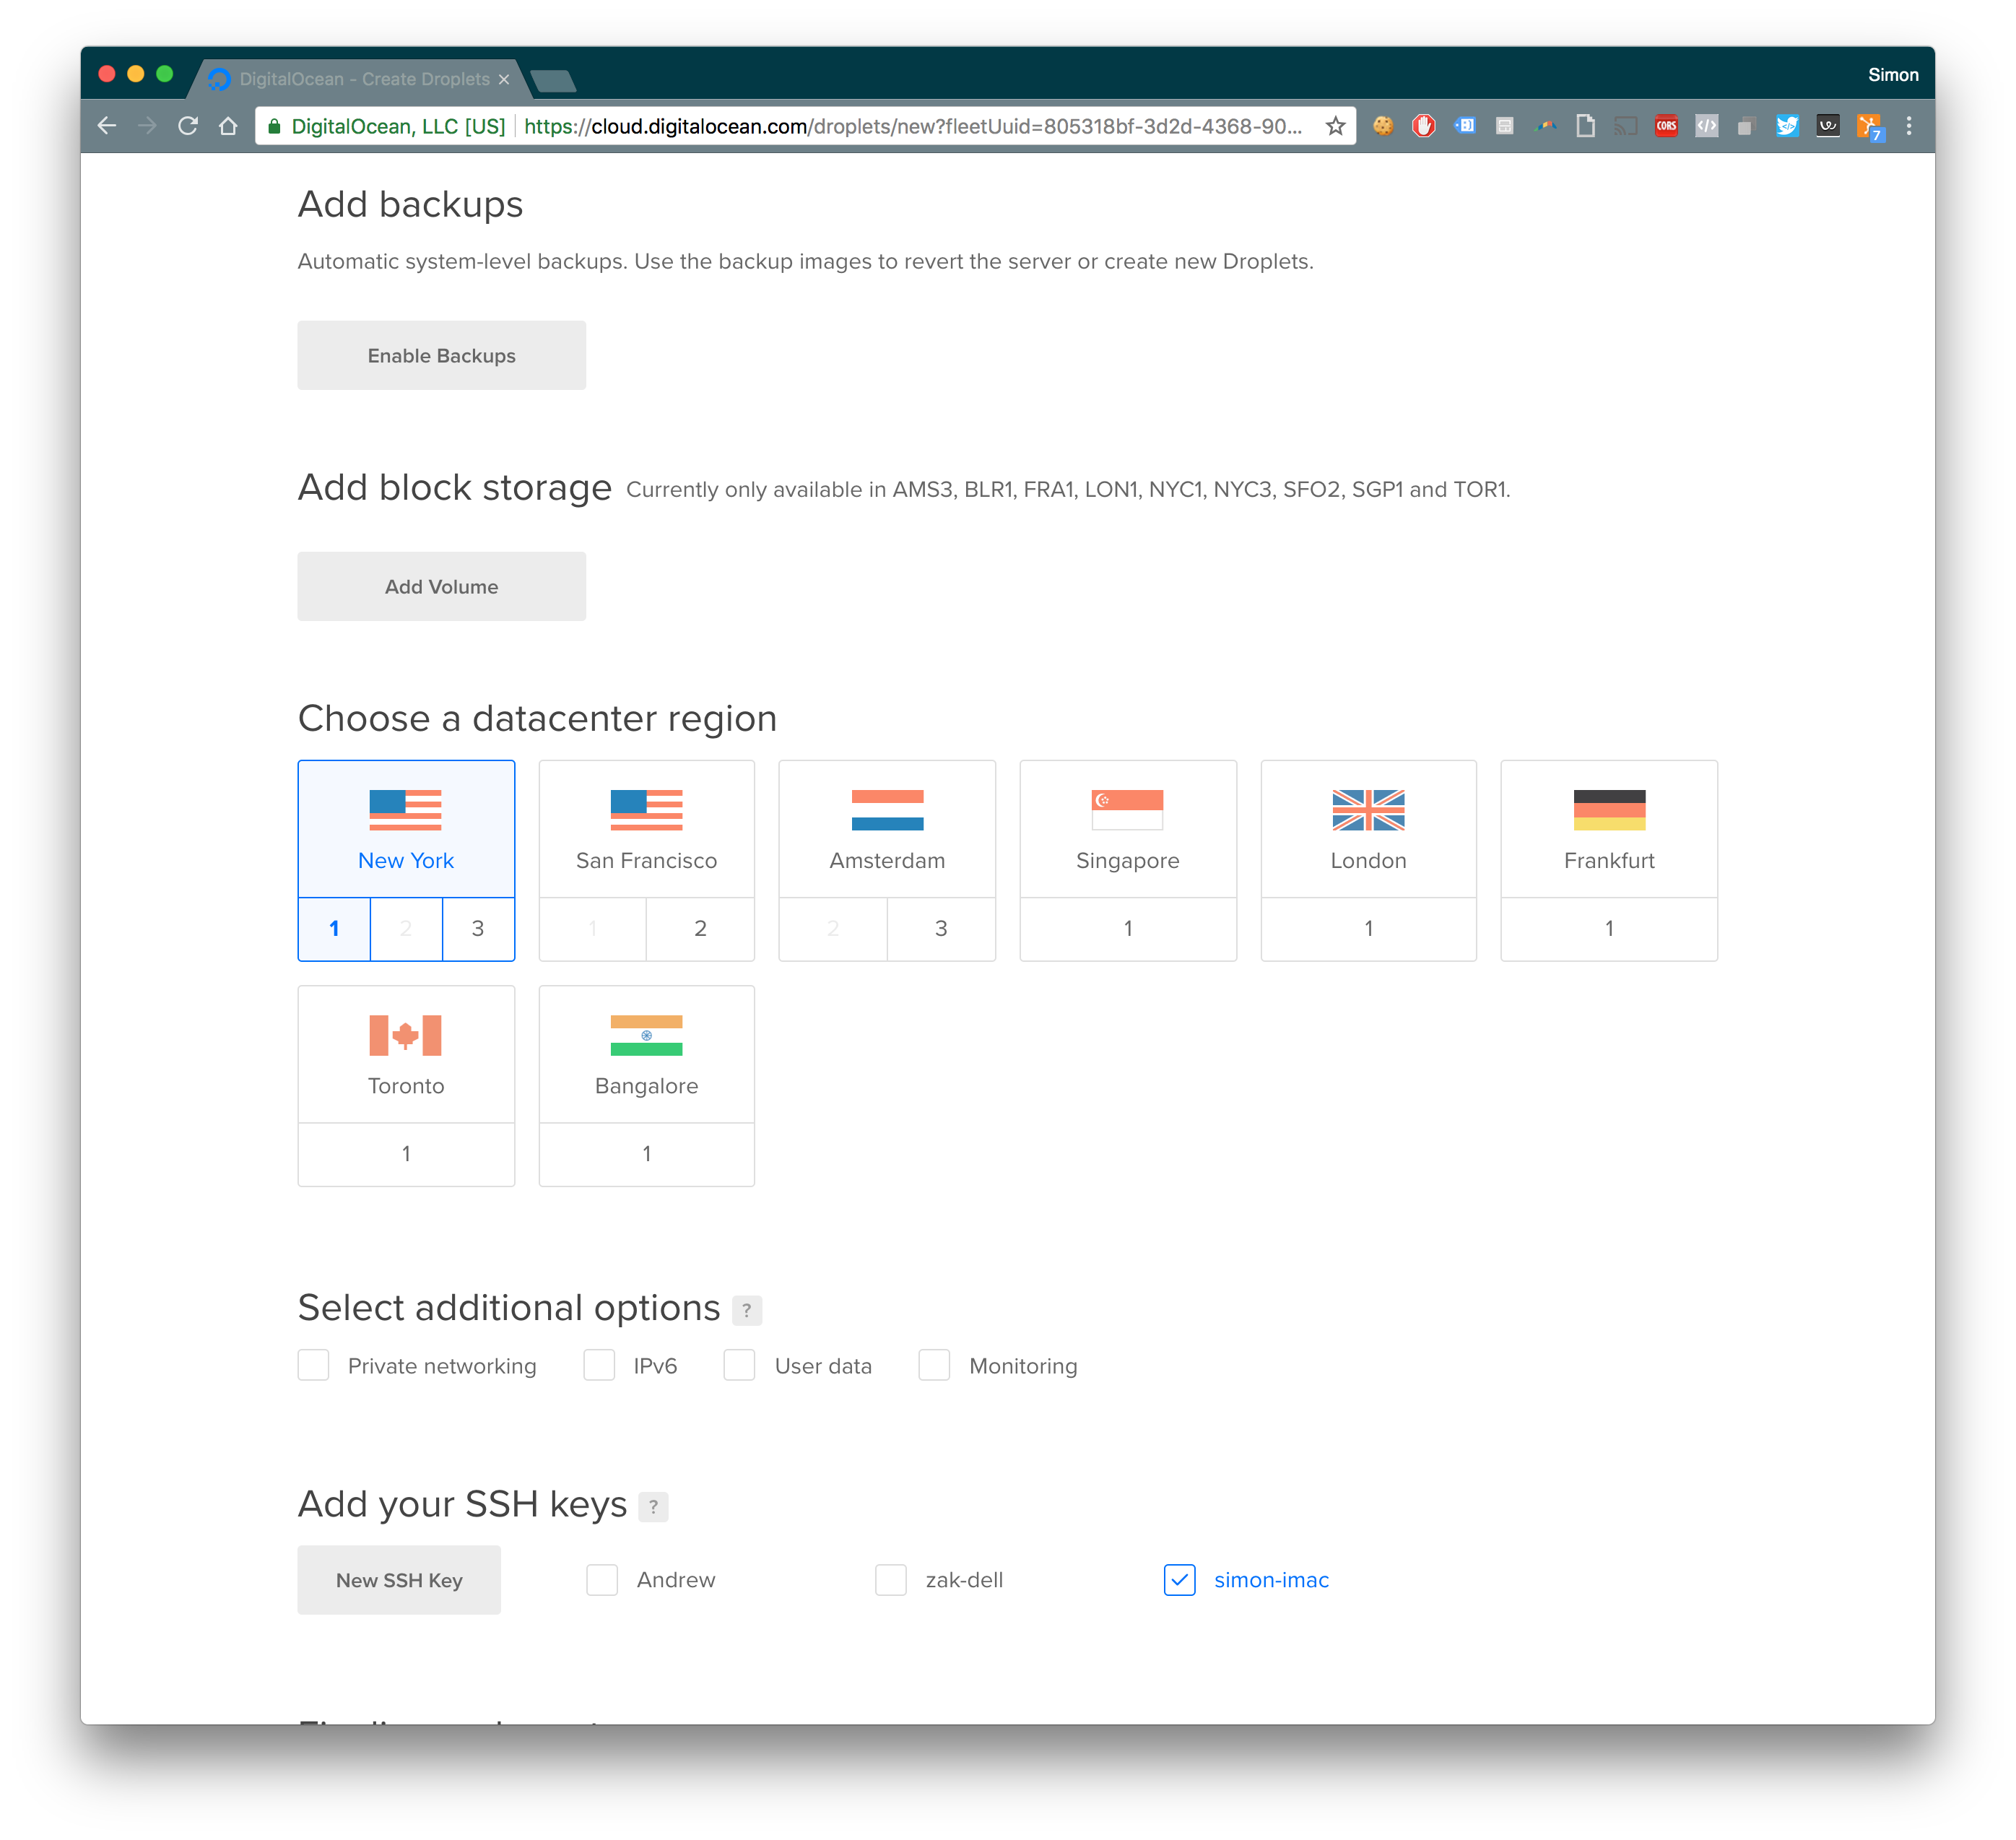 DigitalOcean - Create Droplets
Simon
DigitalOcean, LLC [US] https://cloud.digitalocean.com/droplets/new?fleetUuid=805318bf-3d2d-4368-90...
CORS
</>
7
Add backups
Automatic system-level backups. Use the backup images to revert the server or create new Droplets.
Enable Backups
Add block storage Currently only available in AMS3, BLR1, FRA1, LON1, NYC1, NYC3, SFO2, SGP1 and TOR1.
Add Volume
Choose a datacenter region
New York San Francisco Amsterdam Singapore London Frankfurt
1 2 3 1 2 2 3 1 1 1
Toronto Bangalore
1 1
Select additional options ?
Private networking IPv6 User data Monitoring
Add your SSH keys ?
New SSH Key Andrew zak-dell simon-imac